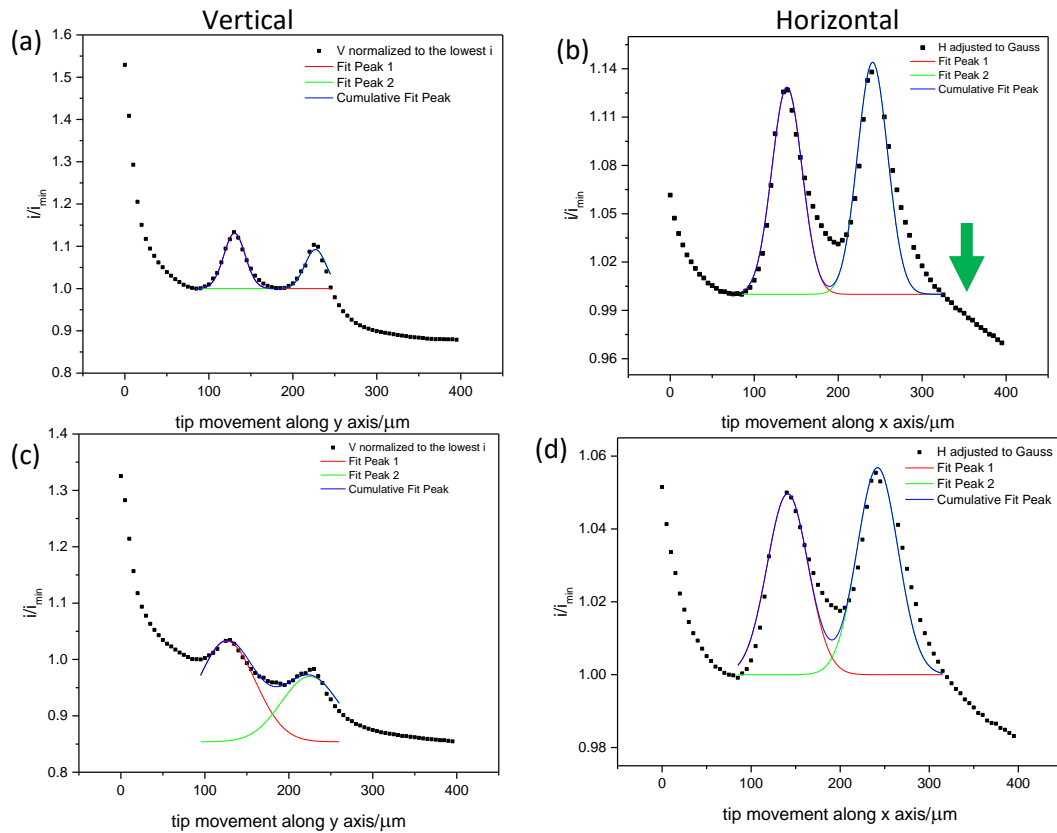 Vertical
Horizontal
(a)
1.6
1.5
1.4
1.3
1.2
1.1
1.0
0.9
0.8
i/i_min
0
100
200
300
400
tip movement along y axis/μm
V normalized to the lowest i
Fit Peak 1
Fit Peak 2
Cumulative Fit Peak
(b)
1.14
1.11
1.08
1.05
1.02
0.99
0.96
i/i_min
0
100
200
300
400
tip movement along x axis/μm
H adjusted to Gauss
Fit Peak 1
Fit Peak 2
Cumulative Fit Peak
(c)
1.4
1.3
1.2
1.1
1.0
0.9
0.8
i/i_min
0
100
200
300
400
tip movement along y axis/μm
V normalized to the lowest i
Fit Peak 1
Fit Peak 2
Cumulative Fit Peak
(d)
1.06
1.04
1.02
1.00
0.98
i/i_min
0
100
200
300
400
tip movement along x axis/μm
H adjusted to Gauss
Fit Peak 1
Fit Peak 2
Cumulative Fit Peak